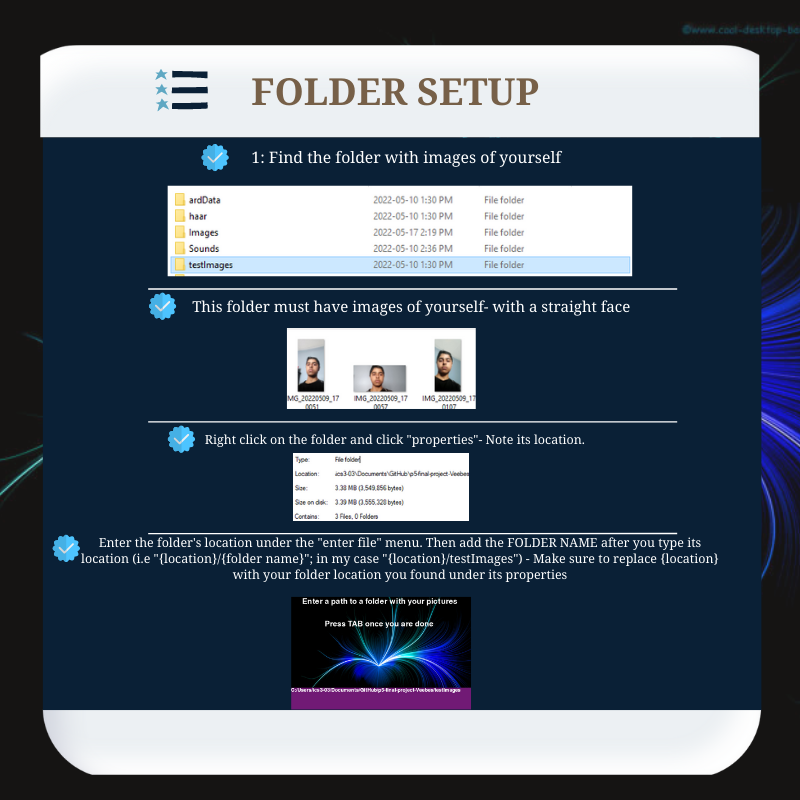 ©www.cool-desktop-ba
FOLDER SETUP
1: Find the folder with images of yourself
ardData 2022-05-10 1:30 PM File folder
haar 2022-05-10 1:30 PM File folder
Images 2022-05-17 2:19 PM File folder
Sounds 2022-05-10 2:36 PM File folder
testImages 2022-05-10 1:30 PM File folder
This folder must have images of yourself- with a straight face
IMG_20220509_17 IMG_20220509_17 IMG_20220509_17
0051 0057 0107
Right click on the folder and click "properties"- Note its location.
Type: File folder
Location: \Documents\GitHub\p5-final-project-Veebes
Size: 3.38 MB (3,549,856 bytes)
Size on disk: 3.39 MB (3,555,328 bytes)
Contains: 3 Files, 0 Folders
Enter the folder's location under the "enter file" menu. Then add the FOLDER NAME after you type its
location (i.e "{location}/{folder name}"; in my case "{location}/testImages") - Make sure to replace {location}
with your folder location you found under its properties
Enter a path to a folder with your pictures
Press TAB once you are done
C:/Users/ics3-03/Documents/GitHub/p5-final-project-Veebes/testImages